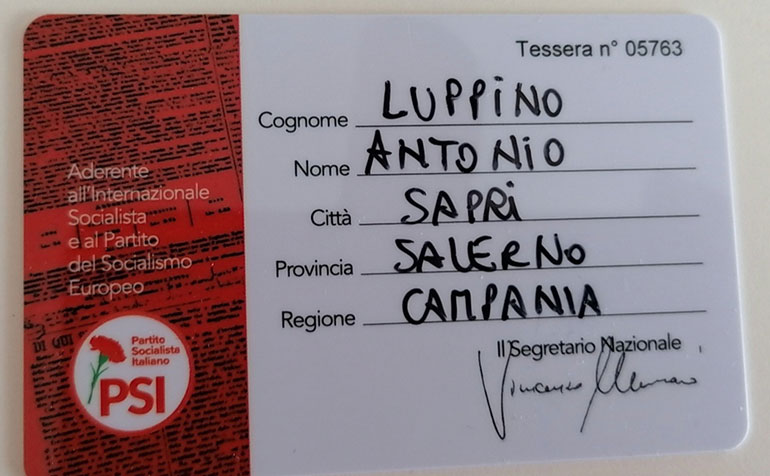 Tessera n° 05763
Cognome LUPPINO
Nome ANTONIO
Città SAPRI
Provincia SALERNO
Regione CAMPANIA
Il Segretario Nazionale
Aderente
all'Internazionale
Socialista
e al Partito
del Socialismo
Europeo
Partito
Socialista
Italiano
PSI